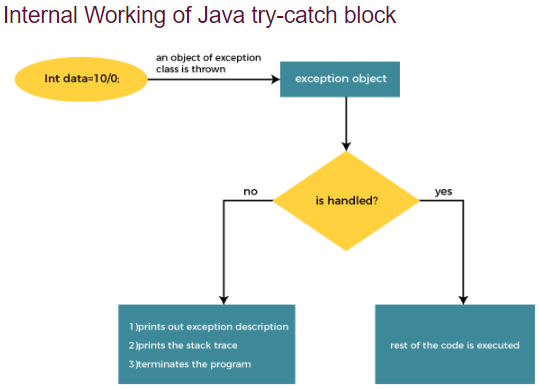 Internal Working of Java try-catch block
an object of exception
class is thrown
Int data=10/0;
exception object
is handled?
no
yes
1)prints out exception description
2)prints the stack trace
3)terminates the program
rest of the code is executed